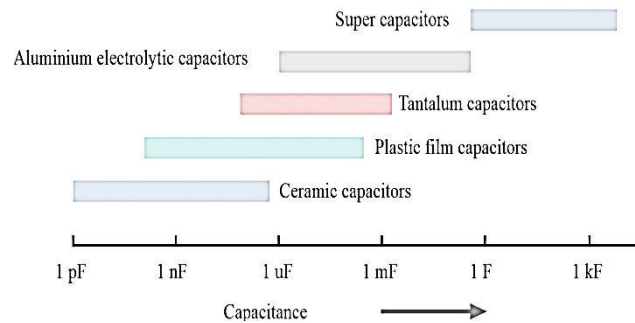 Super capacitors
Aluminium electrolytic capacitors
Tantalum capacitors
Plastic film capacitors
Ceramic capacitors
1 pF 1 nF 1 uF 1 mF 1 F 1 kF
Capacitance